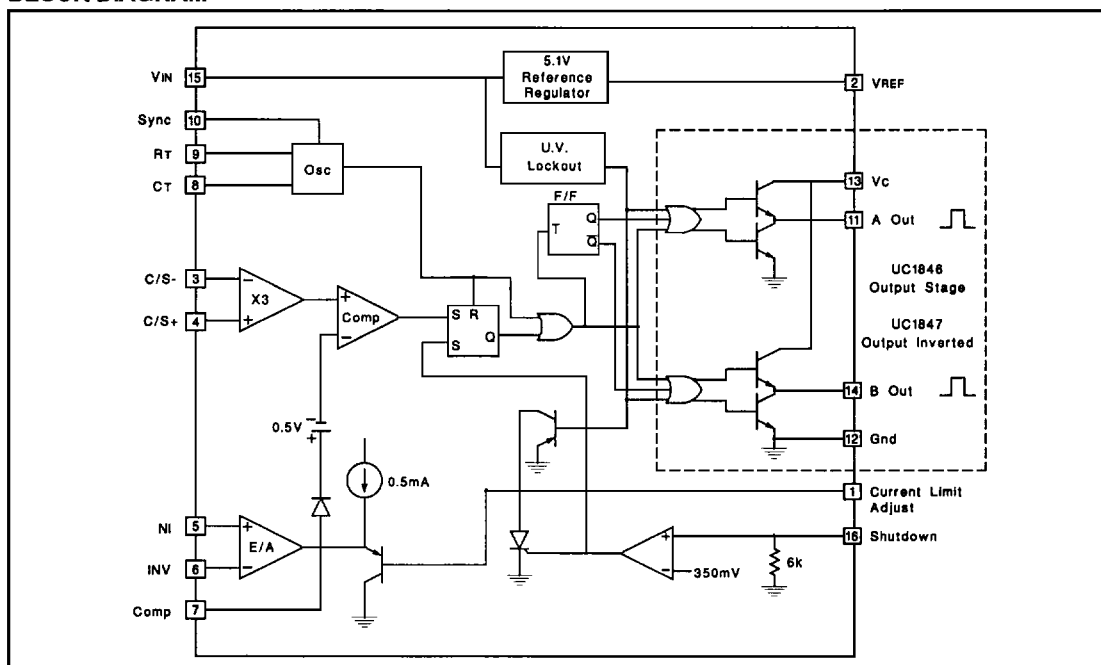 VIN 15
5.1V
Reference
Regulator
2 VREF
Sync 10
RT 9
CT 8
Osc
U.V.
Lockout
F/F
T
Q
Q̅
13 Vc
11 A Out
UC1846
Output Stage
UC1847
Output Inverted
C/S- 3
C/S+ 4
−
X3
+
+
Comp
−
S R
S Q
14 B Out
12 Gnd
− 0.5V
+
0.5mA
1 Current Limit
Adjust
16 Shutdown
NI 5
INV 6
Comp 7
+
E/A
−
+
−
350mV
6k